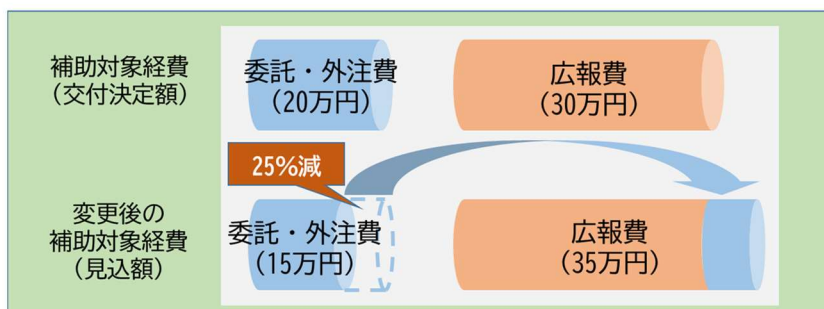 補助対象経費
（交付決定額）
委託・外注費
（20万円）
広報費
（30万円）
25%減
変更後の
補助対象経費
（見込額）
委託・外注費
（15万円）
広報費
（35万円）